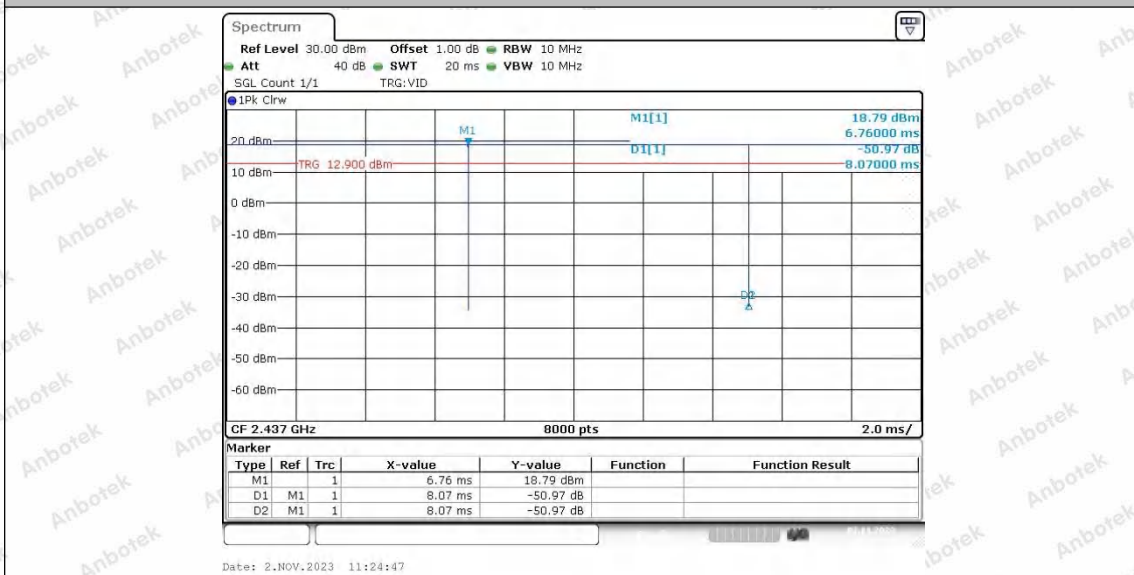 Spectrum
Ref Level 30.00 dBm Offset 1.00 dB RBW 10 MHz
Att 40 dB SWT 20 ms VBW 10 MHz
SGL Count 1/1 TRG:VID
1Pk Clrw
M1[1] 18.79 dBm
6.76000 ms
M1
20 dBm
D1[1] -50.97 dB
8.07000 ms
TRG 12.900 dBm
10 dBm
0 dBm
-10 dBm
-20 dBm
-30 dBm
D2
-40 dBm
-50 dBm
-60 dBm
CF 2.437 GHz 8000 pts 2.0 ms/
Marker
Type Ref Trc X-value Y-value Function Function Result
M1 1 6.76 ms 18.79 dBm
D1 M1 1 8.07 ms -50.97 dB
D2 M1 1 8.07 ms -50.97 dB
Date: 2.NOV.2023 11:24:47
Anbotek